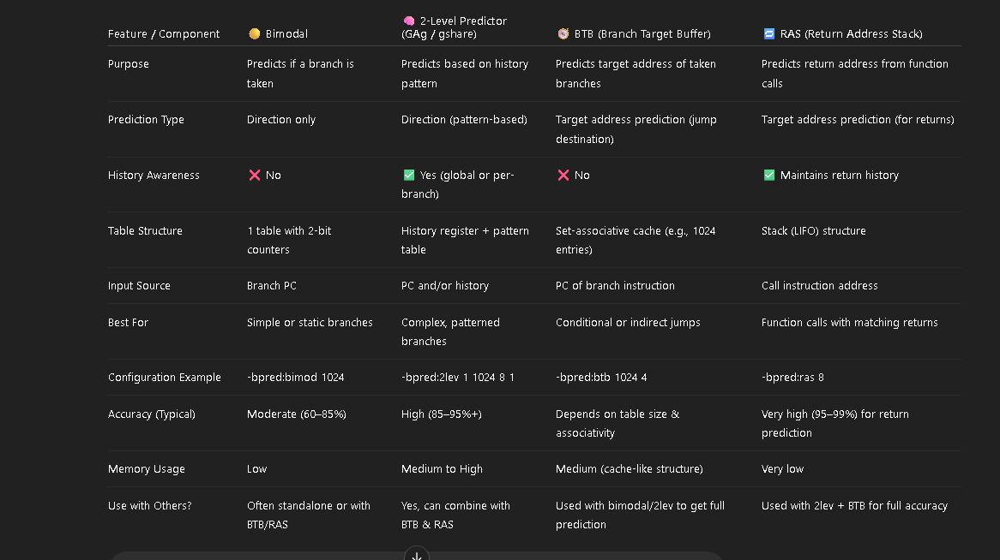 Feature / Component 🟡 Bimodal 🧠 2-Level Predictor (GAg / gshare) 🧭 BTB (Branch Target Buffer) 🔁 RAS (Return Address Stack)
Purpose Predicts if a branch is taken Predicts based on history pattern Predicts target address of taken branches Predicts return address from function calls
Prediction Type Direction only Direction (pattern-based) Target address prediction (jump destination) Target address prediction (for returns)
History Awareness ❌ No ✅ Yes (global or per-branch) ❌ No ✅ Maintains return history
Table Structure 1 table with 2-bit counters History register + pattern table Set-associative cache (e.g., 1024 entries) Stack (LIFO) structure
Input Source Branch PC PC and/or history PC of branch instruction Call instruction address
Best For Simple or static branches Complex, patterned branches Conditional or indirect jumps Function calls with matching returns
Configuration Example -bpred:bimod 1024 -bpred:2lev 1 1024 8 1 -bpred:btb 1024 4 -bpred:ras 8
Accuracy (Typical) Moderate (60–85%) High (85–95%+) Depends on table size & associativity Very high (95–99%) for return prediction
Memory Usage Low Medium to High Medium (cache-like structure) Very low
Use with Others? Often standalone or with BTB/RAS Yes, can combine with BTB & RAS Used with bimodal/2lev to get full prediction Used with 2lev + BTB for full accuracy